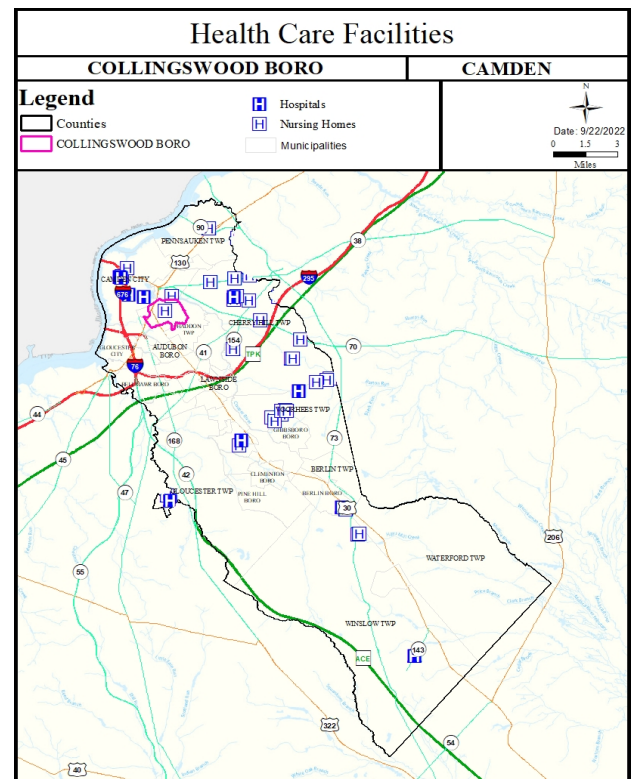 Health Care Facilities
COLLINGSWOOD BORO
CAMDEN
Legend
Counties
COLLINGSWOOD BORO
H Hospitals
H Nursing Homes
Municipalities
N
Date: 9/22/2022
0 1.5 3
Miles
90
38
PENNSAUKEN TWP
130
295
676
CHERRY HILL TWP
TWP
AUDUBON
BORO
154
41
TPK
70
GLOUCESTER
CITY
76
BORO
44
VOORHEES TWP
GIBBSBORO
BORO
168
73
45
42
BERLIN TWP
CLEMENTON
BORO
47
GLOUCESTER TWP
PINE HILL
BORO
BERLIN BORO
30
206
55
WATERFORD TWP
WINSLOW TWP
143
ACE
322
54
40